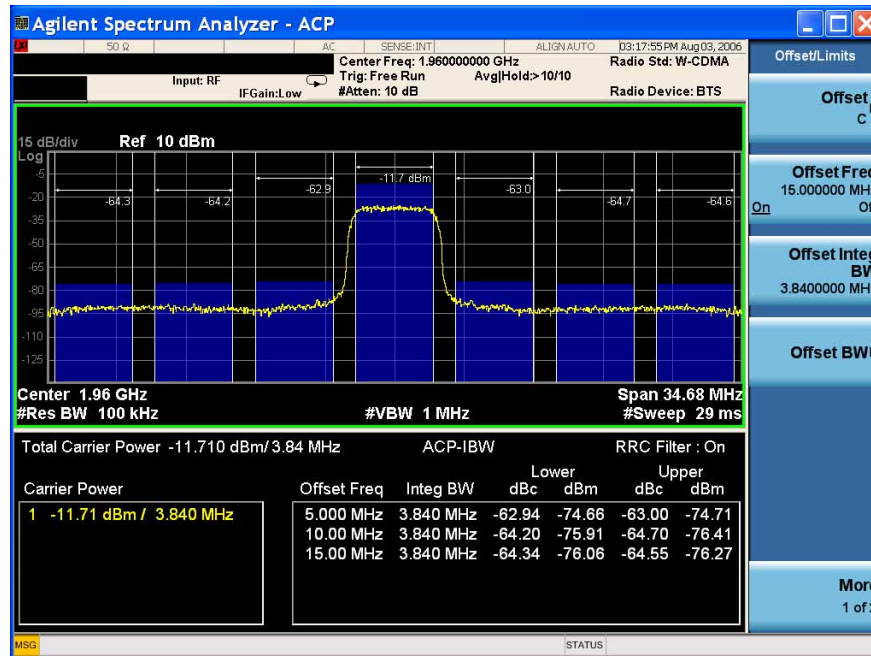 Agilent Spectrum Analyzer - ACP
50 Ω AC SENSE:INT ALIGNAUTO 03:17:55 PM Aug 03, 2006
Center Freq: 1.960000000 GHz Radio Std: W-CDMA
Input: RF Trig: Free Run Avg|Hold:>10/10
IFGain:Low #Atten: 10 dB Radio Device: BTS
15 dB/div Ref 10 dBm
Log
-5
-20
-35
-50
-65
-80
-95
-110
-125
-11.7 dBm
-64.3 -64.2 -62.9 -63.0 -64.7 -64.6
Center 1.96 GHz Span 34.68 MHz
#Res BW 100 kHz #VBW 1 MHz #Sweep 29 ms
Total Carrier Power -11.710 dBm/ 3.84 MHz ACP-IBW RRC Filter : On
Lower Upper
Carrier Power Offset Freq Integ BW dBc dBm dBc dBm
1 -11.71 dBm / 3.840 MHz 5.000 MHz 3.840 MHz -62.94 -74.66 -63.00 -74.71
10.00 MHz 3.840 MHz -64.20 -75.91 -64.70 -76.41
15.00 MHz 3.840 MHz -64.34 -76.06 -64.55 -76.27
MSG STATUS
Offset/Limits
Offset
C
Offset Freq
15.000000 MH
On Of
Offset Integ
BW
3.8400000 MH
Offset BW
More
1 of 2